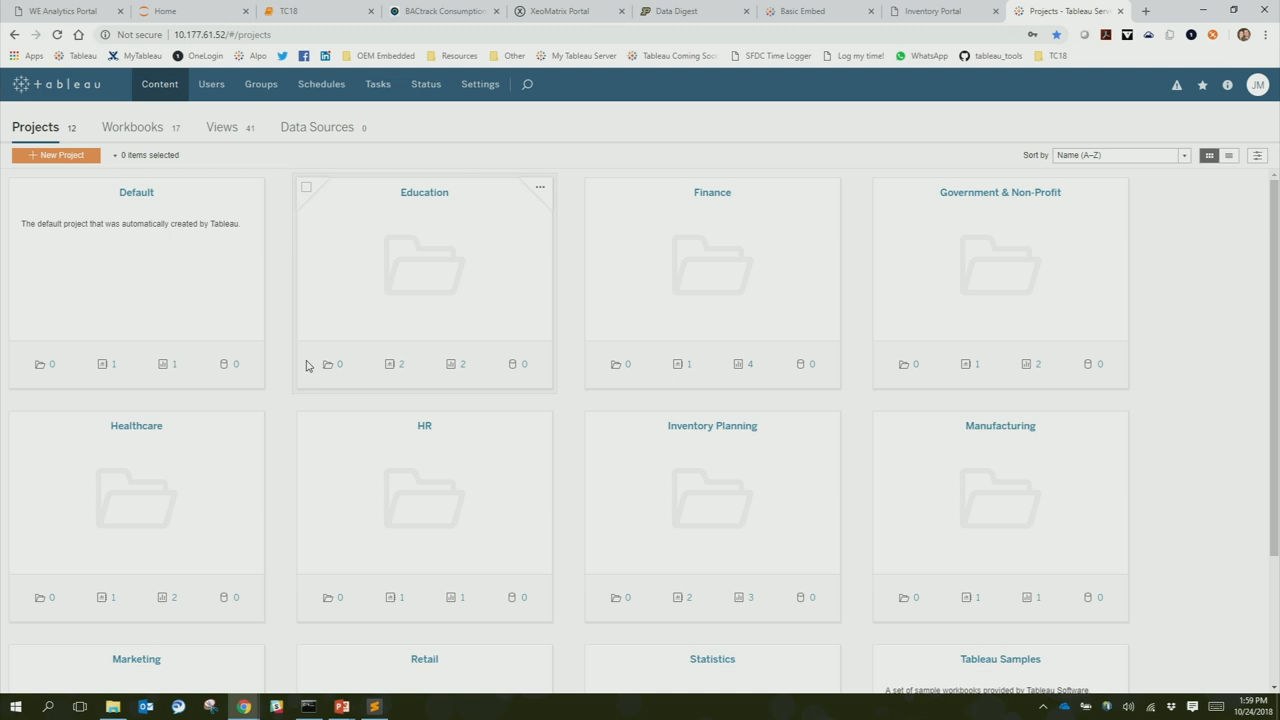 WE Analytics Portal
Home
TC18
BACtrack Consumption
XeoMatrix Portal
Data Digest
Basic Embed
Inventory Portal
Projects - Tableau Serv
Not secure 10.177.61.52/#/projects
Apps Tableau MyTableau OneLogin Alpo OEM Embedded Resources Other My Tableau Server Tableau Coming Soo SFDC Time Logger Log my time! WhatsApp tableau_tools TC18
+ableau Content Users Groups Schedules Tasks Status Settings JM
Projects 12 Workbooks 17 Views 41 Data Sources 0
+ New Project 0 items selected Sort by Name (A–Z)
Default Education Finance Government & Non-Profit
The default project that was automatically created by Tableau.
0 1 1 0 0 2 2 0 0 1 4 0 0 1 2 0
Healthcare HR Inventory Planning Manufacturing
0 1 2 0 0 1 1 0 0 2 3 0 0 1 1 0
Marketing Retail Statistics Tableau Samples
A set of sample workbooks provided by Tableau Software.
1:59 PM
10/24/2018